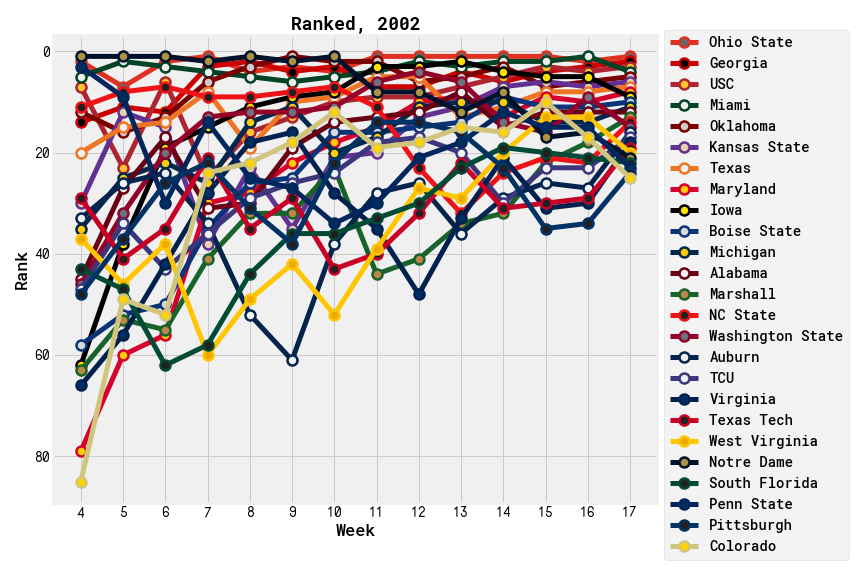 Ranked, 2002
Rank
0
20
40
60
80
4 5 6 7 8 9 10 11 12 13 14 15 16 17
Week
Ohio State
Georgia
USC
Miami
Oklahoma
Kansas State
Texas
Maryland
Iowa
Boise State
Michigan
Alabama
Marshall
NC State
Washington State
Auburn
TCU
Virginia
Texas Tech
West Virginia
Notre Dame
South Florida
Penn State
Pittsburgh
Colorado